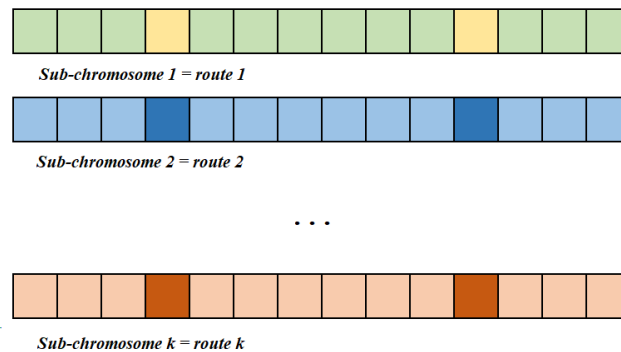 Sub-chromosome 1 = route 1
Sub-chromosome 2 = route 2
. . .
Sub-chromosome k = route k